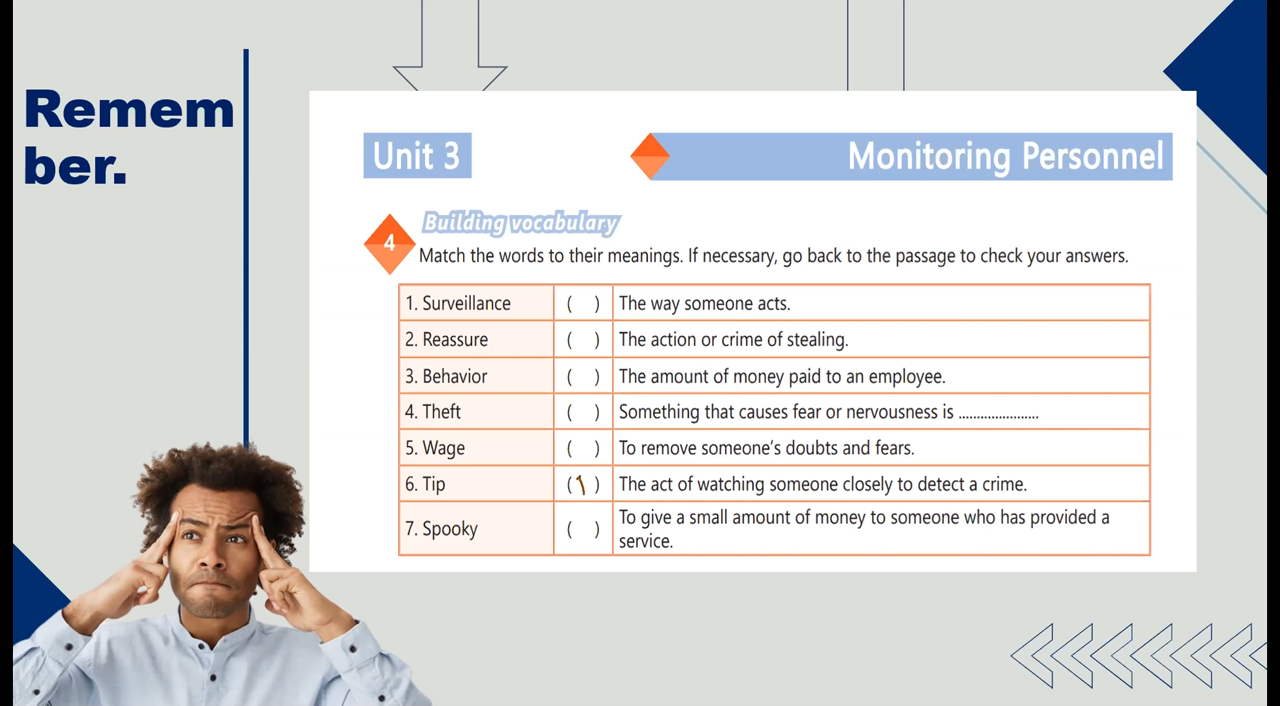 Remem
ber.
Unit 3
Monitoring Personnel
Building vocabulary
4
Match the words to their meanings. If necessary, go back to the passage to check your answers.
1. Surveillance ( ) The way someone acts.
2. Reassure ( ) The action or crime of stealing.
3. Behavior ( ) The amount of money paid to an employee.
4. Theft ( ) Something that causes fear or nervousness is ......................
5. Wage ( ) To remove someone's doubts and fears.
6. Tip (1) The act of watching someone closely to detect a crime.
7. Spooky ( ) To give a small amount of money to someone who has provided a
service.